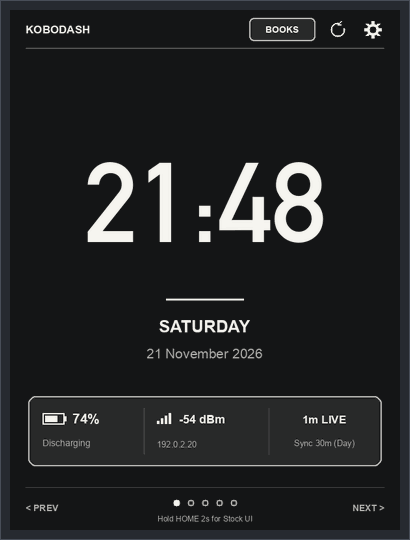 KOBODASH
BOOKS
21:48
SATURDAY
21 November 2026
74%
-54 dBm
1m LIVE
Discharging
192.0.2.20
Sync 30m (Day)
< PREV
NEXT >
Hold HOME 2s for Stock UI